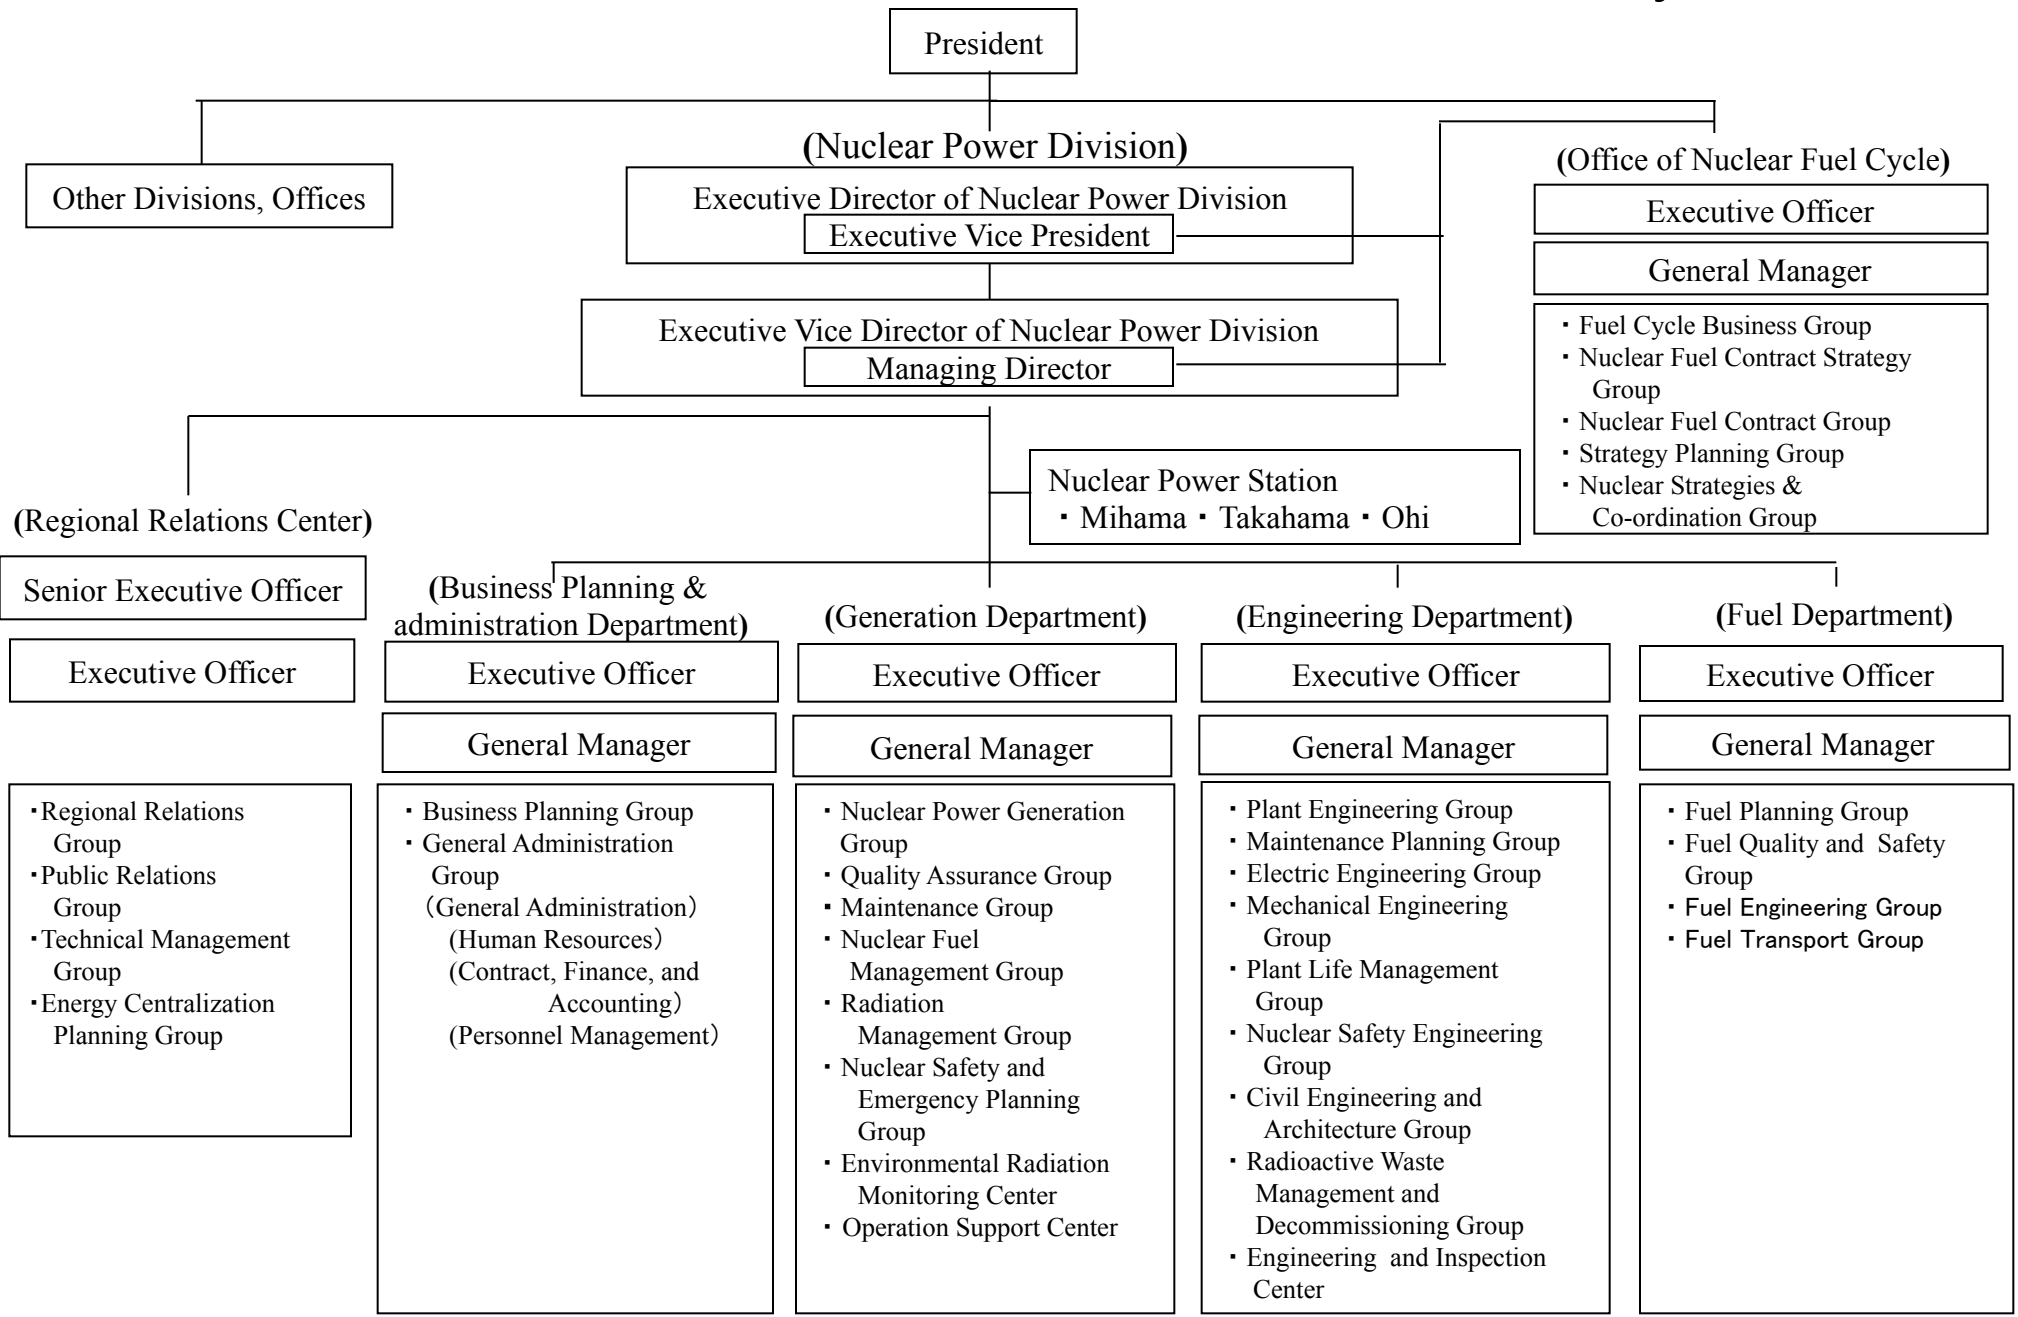 President
(Nuclear Power Division)
Other Divisions, Offices
Executive Director of Nuclear Power Division
Executive Vice President
Executive Vice Director of Nuclear Power Division
Managing Director
(Office of Nuclear Fuel Cycle)
Executive Officer
General Manager
・Fuel Cycle Business Group
・Nuclear Fuel Contract Strategy
Group
・Nuclear Fuel Contract Group
・Strategy Planning Group
・Nuclear Strategies &
Co-ordination Group
Nuclear Power Station
・Mihama・Takahama・Ohi
(Regional Relations Center)
Senior Executive Officer
Executive Officer
・Regional Relations
Group
・Public Relations
Group
・Technical Management
Group
・Energy Centralization
Planning Group
(Business Planning &
administration Department)
Executive Officer
General Manager
・Business Planning Group
・General Administration
Group
（General Administration）
(Human Resources）
(Contract, Finance, and
Accounting）
(Personnel Management）
(Generation Department)
Executive Officer
General Manager
・Nuclear Power Generation
Group
・Quality Assurance Group
・Maintenance Group
・Nuclear Fuel
Management Group
・Radiation
Management Group
・Nuclear Safety and
Emergency Planning
Group
・Environmental Radiation
Monitoring Center
・Operation Support Center
(Engineering Department)
Executive Officer
General Manager
・Plant Engineering Group
・Maintenance Planning Group
・Electric Engineering Group
・Mechanical Engineering
Group
・Plant Life Management
Group
・Nuclear Safety Engineering
Group
・Civil Engineering and
Architecture Group
・Radioactive Waste
Management and
Decommissioning Group
・Engineering and Inspection
Center
(Fuel Department)
Executive Officer
General Manager
・Fuel Planning Group
・Fuel Quality and Safety
Group
・Fuel Engineering Group
・Fuel Transport Group